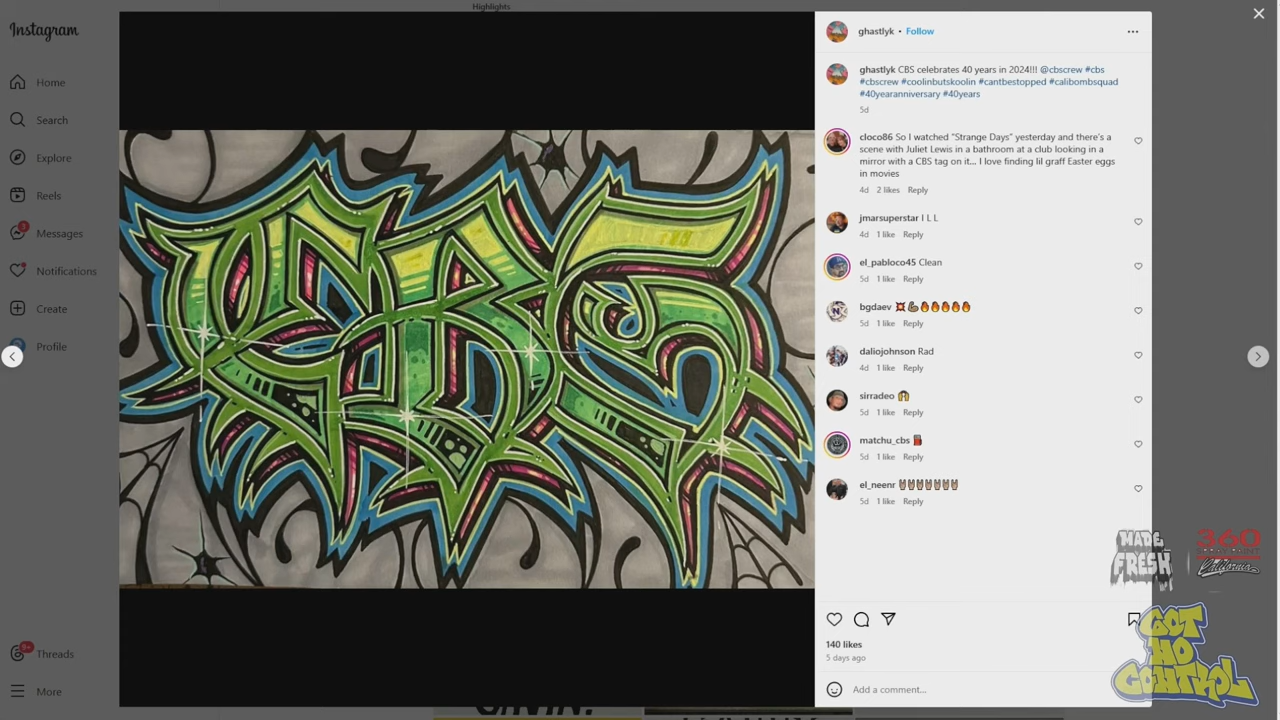 Highlights
Instagram
Home
Search
Explore
Reels
3
Messages
Notifications
Create
Profile
9+
Threads
More
CBS
ghastlyk • Follow
ghastlyk CBS celebrates 40 years in 2024!!! @cbscrew #cbs
#cbscrew #coolinbutskoolin #cantbestopped #calibombsquad
#40yearanniversary #40years
5d
cloco86 So I watched "Strange Days" yesterday and there's a
scene with Juliet Lewis in a bathroom at a club looking in a
mirror with a CBS tag on it... I love finding lil graff Easter eggs
in movies
4d 2 likes Reply
jmarsuperstar I L L
4d 1 like Reply
el_pabloco45 Clean
5d 1 like Reply
bgdaev 💥💪🏽🔥🔥🔥🔥🔥
5d 1 like Reply
daliojohnson Rad
4d 1 like Reply
sirradeo 🙌
5d 1 like Reply
matchu_cbs
5d 1 like Reply
el_neenr 🤘🏽🤘🏽🤘🏽🤘🏽🤘🏽🤘🏽🤘🏽
5d 1 like Reply
140 likes
5 days ago
Add a comment...
MADE
FRESH
360
California
GOT
NO
CONTROL